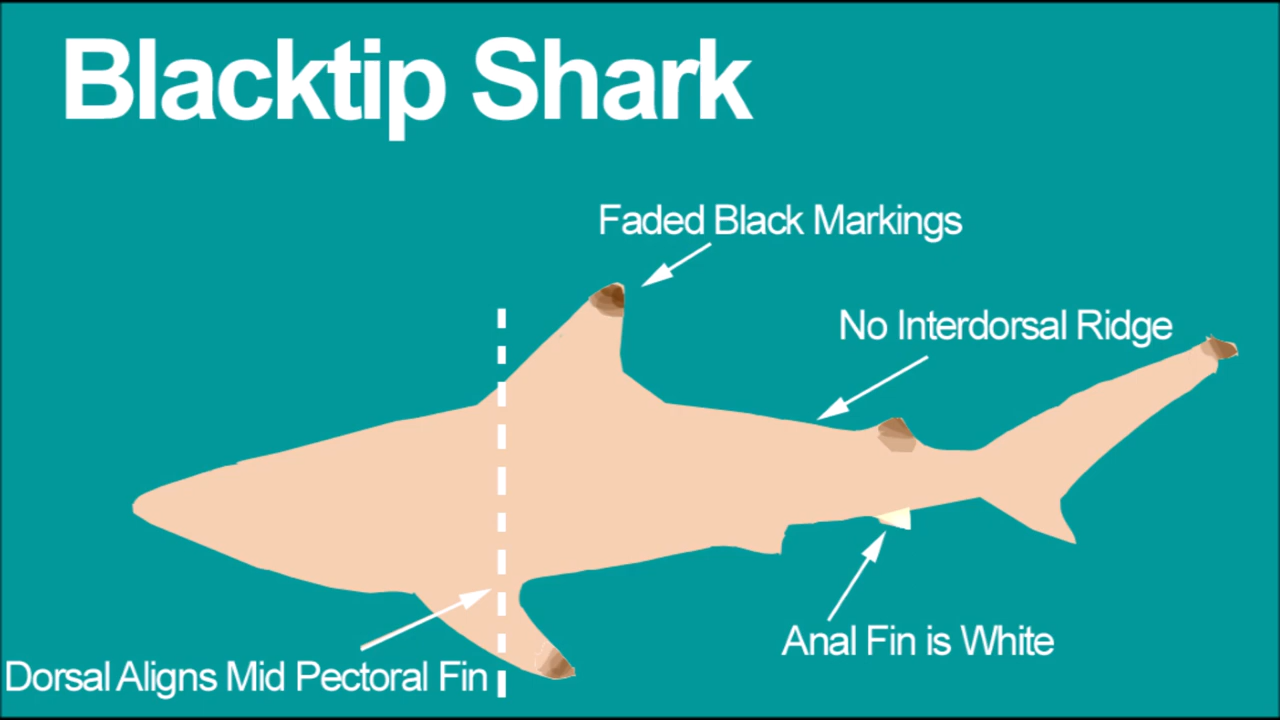 Blacktip Shark
Faded Black Markings
No Interdorsal Ridge
Anal Fin is White
Dorsal Aligns Mid Pectoral Fin